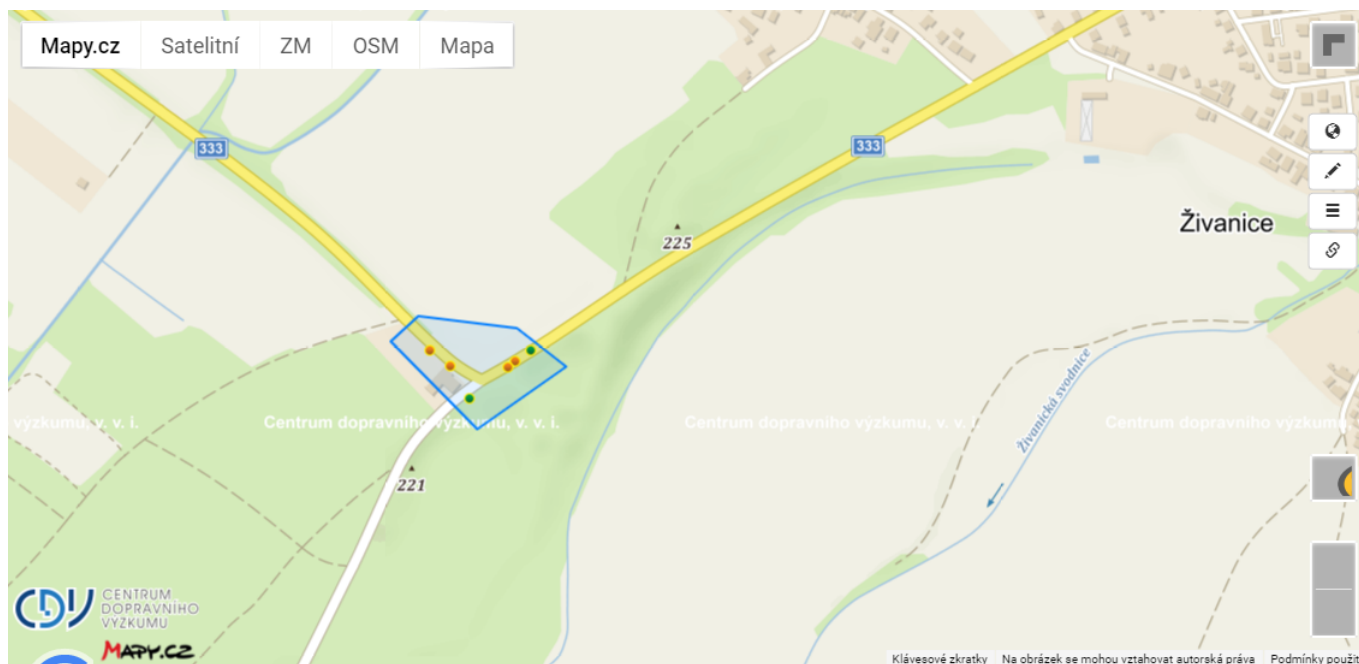 Mapy.cz Satelitní ZM OSM Mapa
333
333
Živanice
225
výzkumu, v. v. i.
Centrum dopravního výzkumu, v. v. i.
Centrum dopravního výzkumu, v. v. i.
Centrum dopravního výzkumu,
Živanická svodnice
221
CDV CENTRUM
DOPRAVNÍHO
VÝZKUMU
MAPY.CZ
Klávesové zkratky Na obrázek se mohou vztahovat autorská práva Podmínky použit